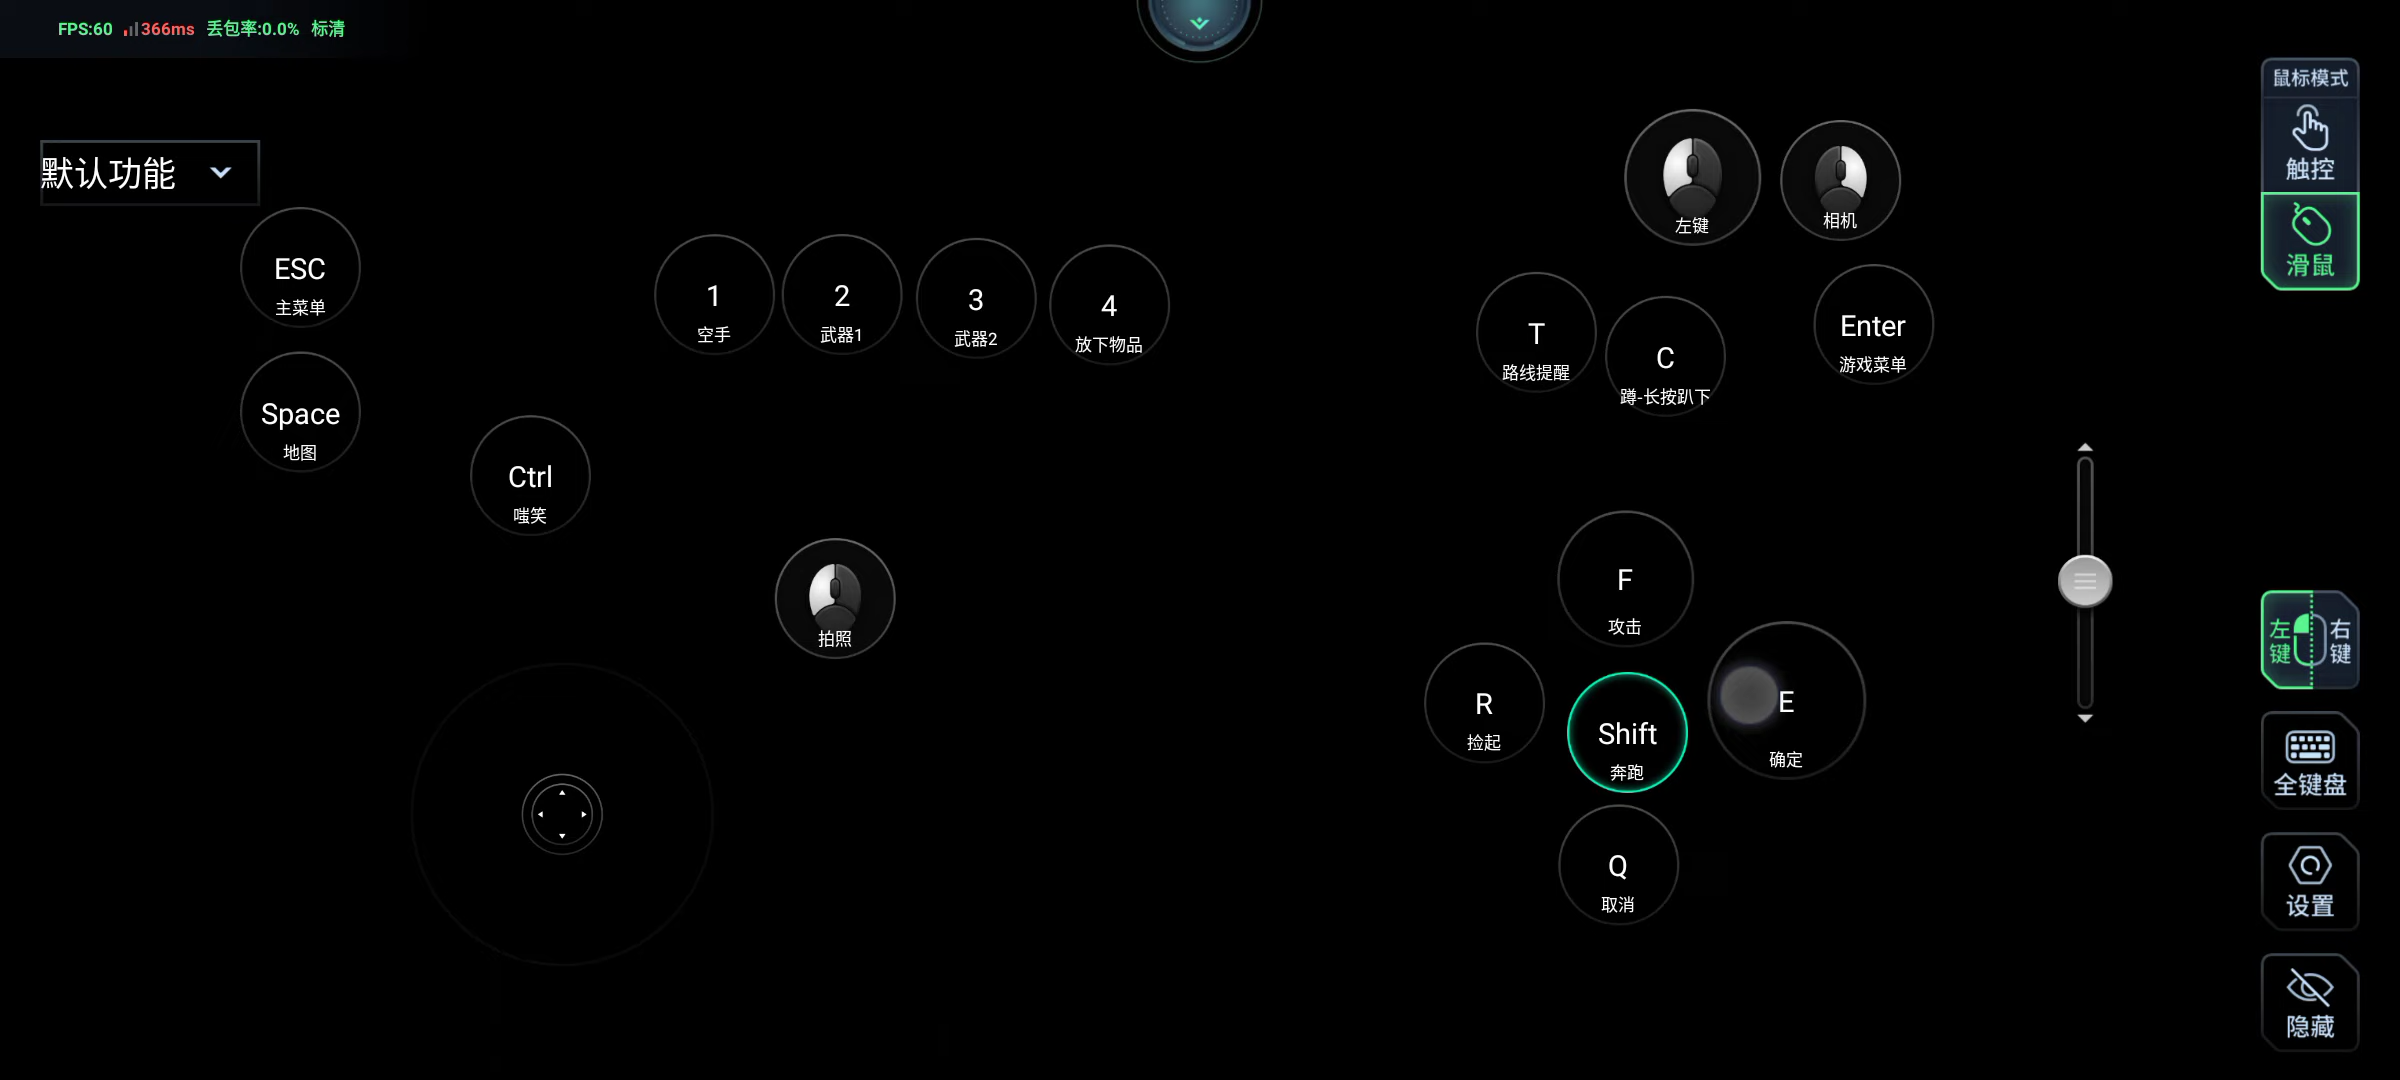 FPS:60 366ms 丢包率:0.0% 标清
默认功能
ESC
主菜单
Space
地图
Ctrl
嗤笑
1
空手
2
武器1
3
武器2
4
放下物品
拍照
左键
相机
T
路线提醒
C
蹲-长按趴下
Enter
游戏菜单
F
攻击
R
捡起
Shift
奔跑
E
确定
Q
取消
鼠标模式
触控
滑鼠
左键
右键
全键盘
设置
隐藏